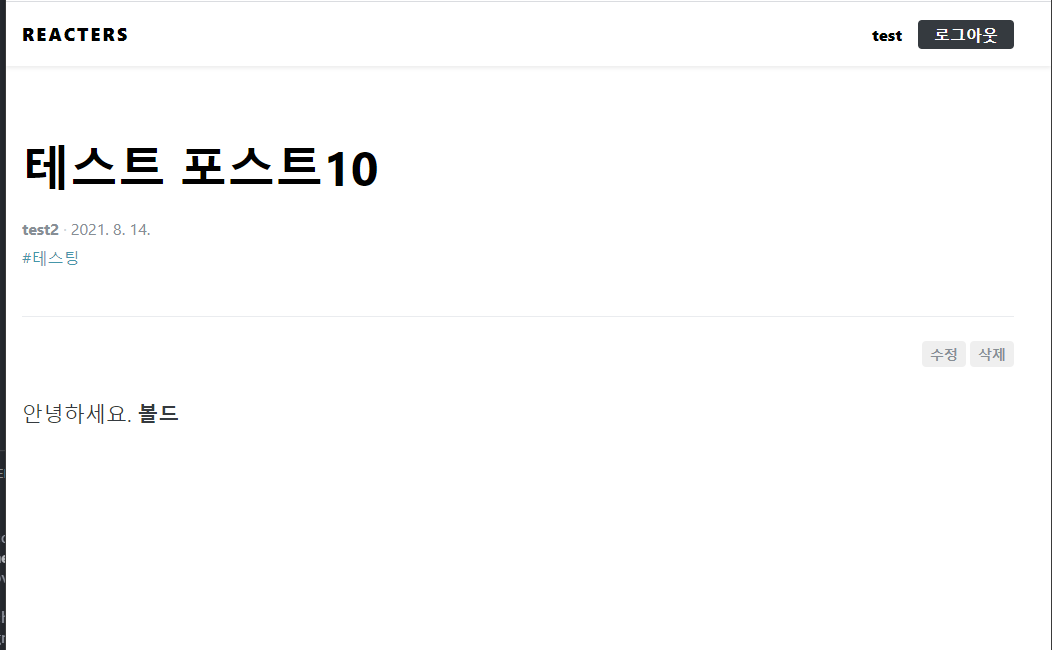 REACTERS
test 로그아웃
테스트 포스트10
test2 · 2021. 8. 14.
#테스팅
수정 삭제
안녕하세요. 볼드